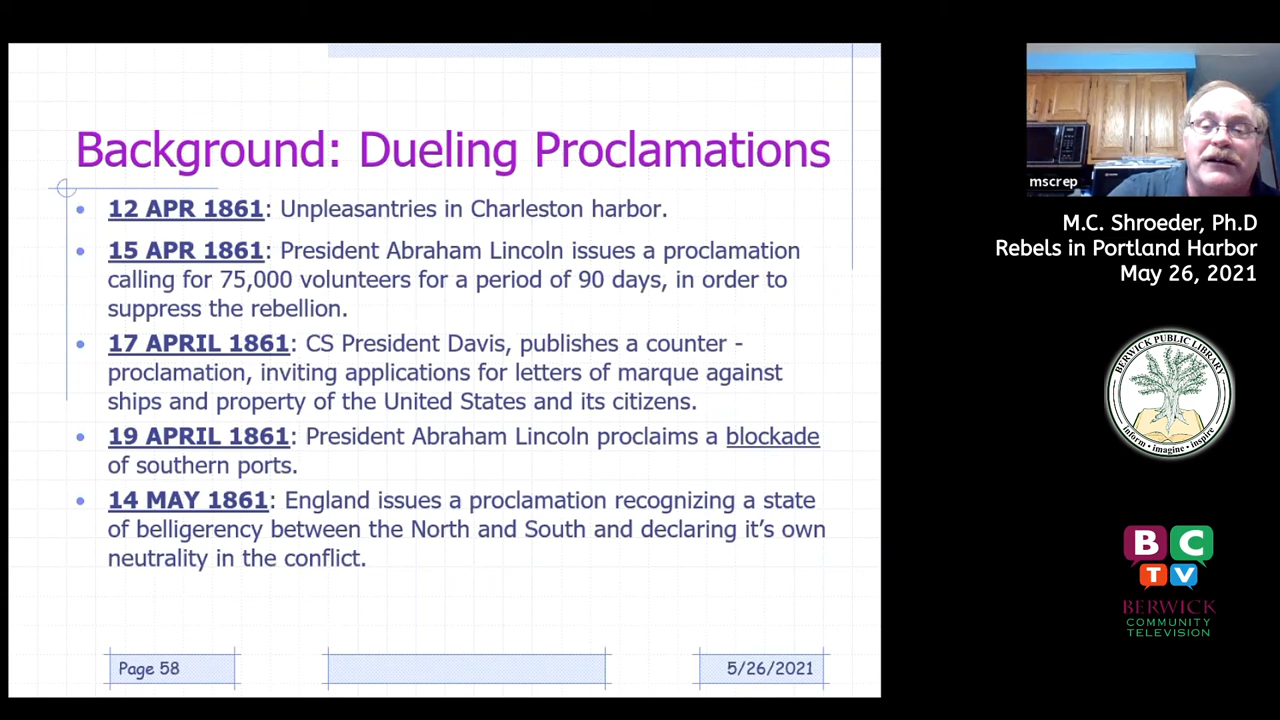 Background: Dueling Proclamations
12 APR 1861: Unpleasantries in Charleston harbor.
15 APR 1861: President Abraham Lincoln issues a proclamation
calling for 75,000 volunteers for a period of 90 days, in order to
suppress the rebellion.
17 APRIL 1861: CS President Davis, publishes a counter -
proclamation, inviting applications for letters of marque against
ships and property of the United States and its citizens.
19 APRIL 1861: President Abraham Lincoln proclaims a blockade
of southern ports.
14 MAY 1861: England issues a proclamation recognizing a state
of belligerency between the North and South and declaring it's own
neutrality in the conflict.
Page 58
5/26/2021
mscrep
M.C. Shroeder, Ph.D
Rebels in Portland Harbor
May 26, 2021
BERWICK PUBLIC LIBRARY
inform • imagine • inspire
BC
TV
BERWICK
COMMUNITY
TELEVISION